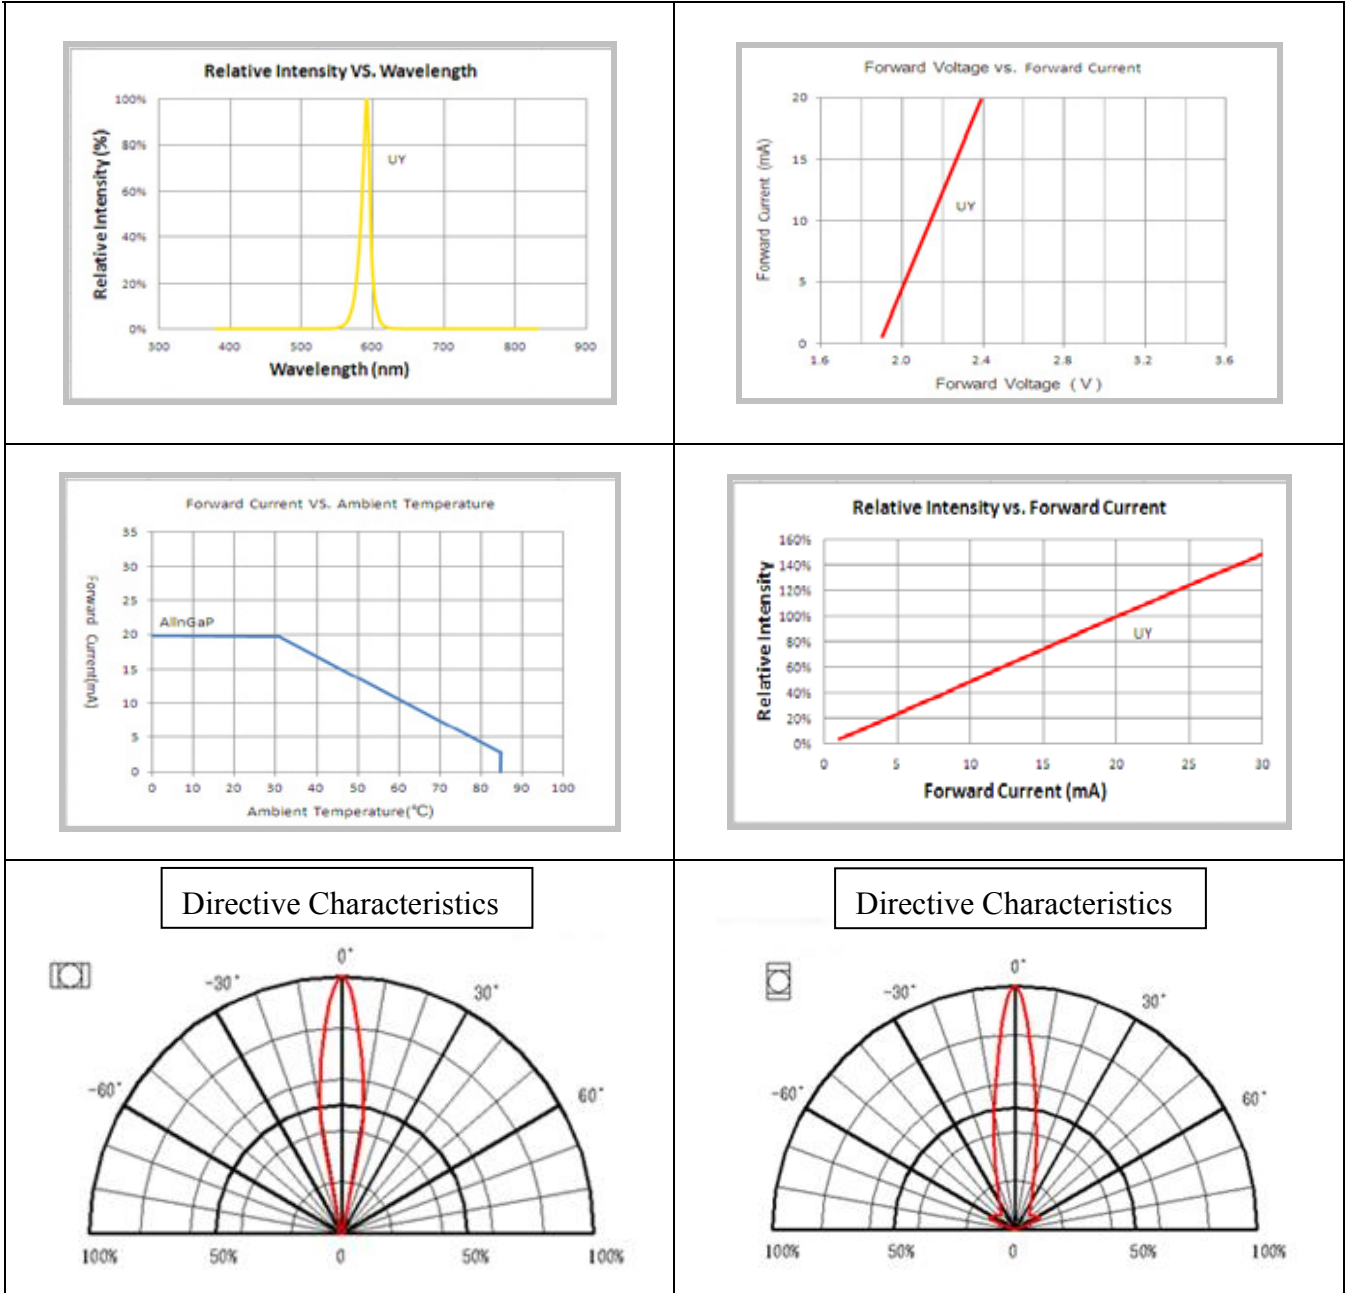 Relative Intensity VS. Wavelength
Relative Intensity (%)
100%
80%
60%
40%
20%
0%
UY
300 400 500 600 700 800 900
Wavelength (nm)
Forward Voltage vs. Forward Current
Forward Current (mA)
20
15
10
5
0
UY
1.6 2.0 2.4 2.8 3.2 3.6
Forward Voltage ( V )
Forward Current VS. Ambient Temperature
Forward Current(mA)
35
30
25
20
15
10
5
0
AlInGaP
0 10 20 30 40 50 60 70 80 90 100
Ambient Temperature(℃)
Relative Intensity vs. Forward Current
Relative Intensity
160%
140%
120%
100%
80%
60%
40%
20%
0%
UY
0 5 10 15 20 25 30
Forward Current (mA)
Directive Characteristics
0°
-30° 30°
-60° 60°
100% 50% 0 50% 100%
Directive Characteristics
0°
-30° 30°
-60° 60°
100% 50% 0 50% 100%